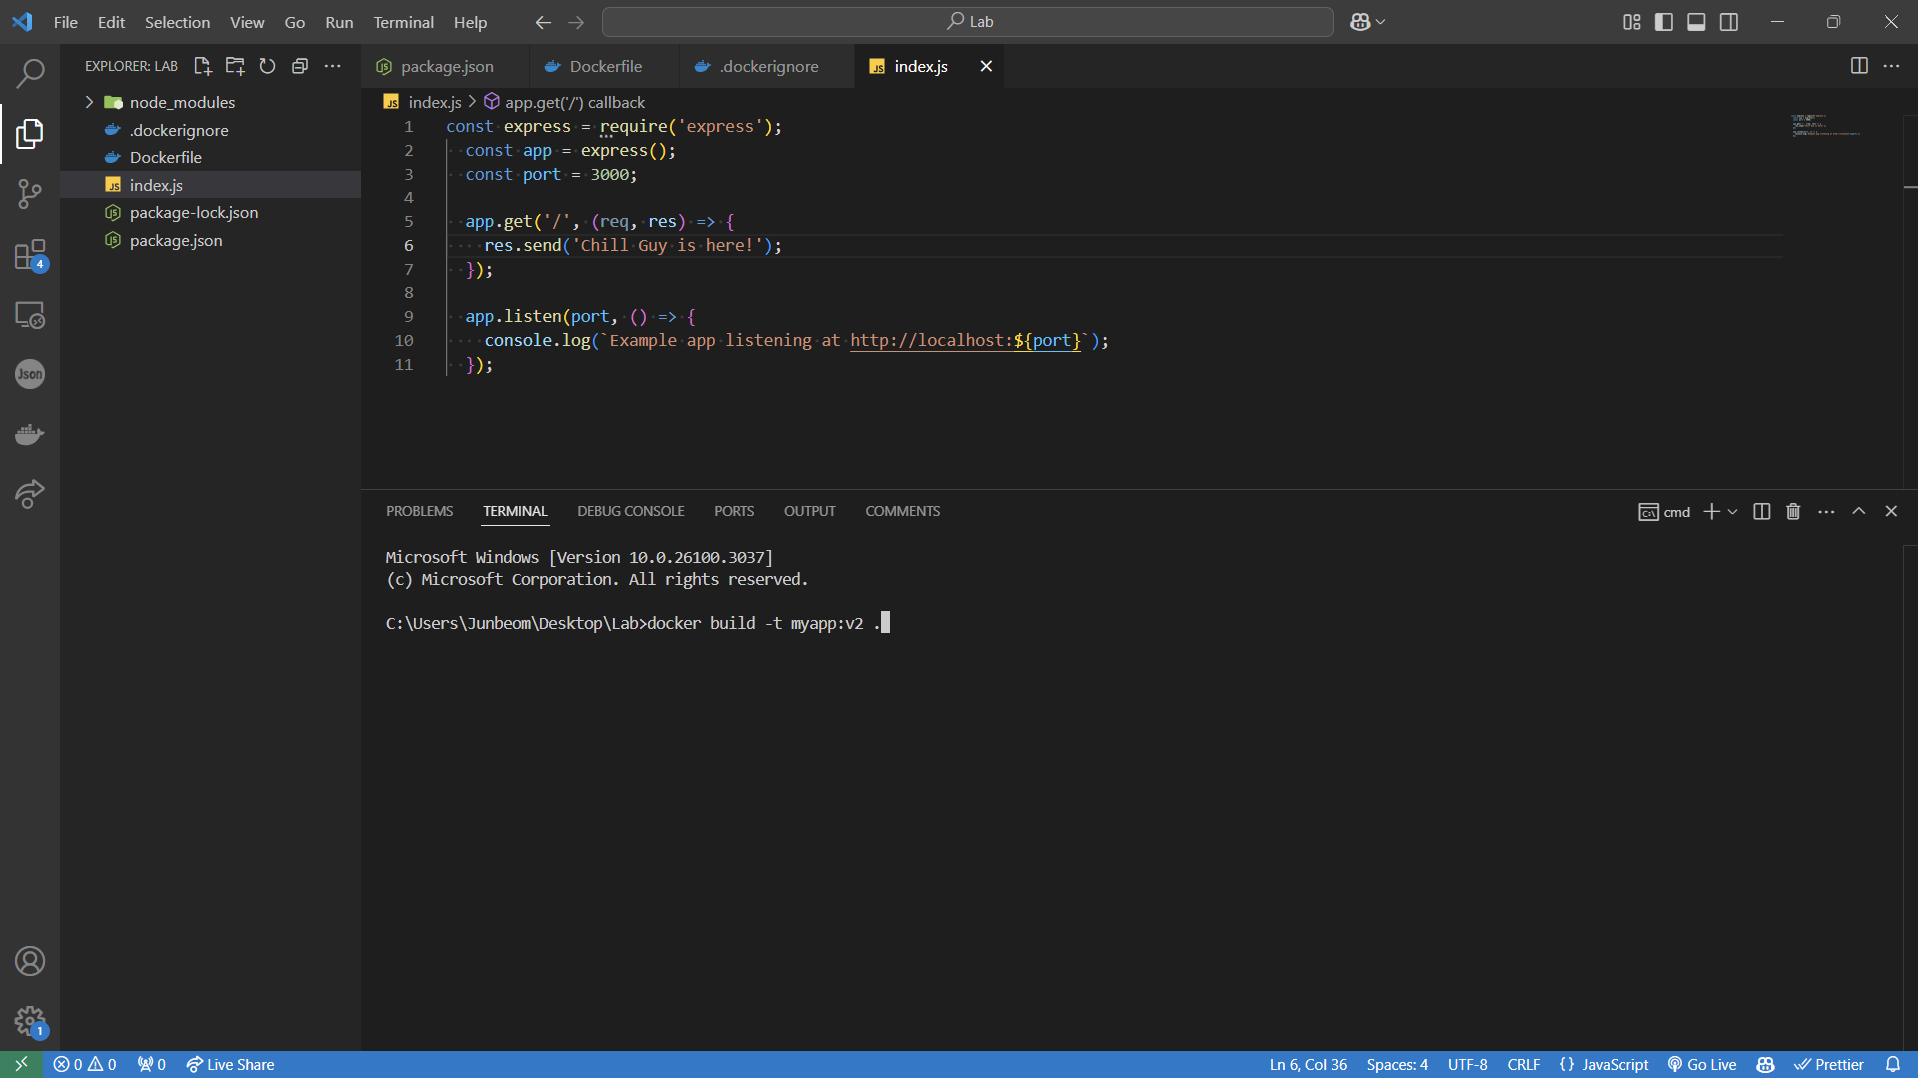 File Edit Selection View Go Run Terminal Help
Lab
EXPLORER: LAB
node_modules
.dockerignore
Dockerfile
index.js
package-lock.json
package.json
package.json Dockerfile .dockerignore index.js
index.js > app.get('/') callback
1 const express = require('express');
2 const app = express();
3 const port = 3000;
4
5 app.get('/', (req, res) => {
6 res.send('Chill Guy is here!');
7 });
8
9 app.listen(port, () => {
10 console.log(`Example app listening at http://localhost:${port}`);
11 });
4
Json
1
PROBLEMS TERMINAL DEBUG CONSOLE PORTS OUTPUT COMMENTS
cmd
Microsoft Windows [Version 10.0.26100.3037]
(c) Microsoft Corporation. All rights reserved.
C:\Users\Junbeom\Desktop\Lab>docker build -t myapp:v2 .
0 0 0 Live Share Ln 6, Col 36 Spaces: 4 UTF-8 CRLF {} JavaScript Go Live Prettier